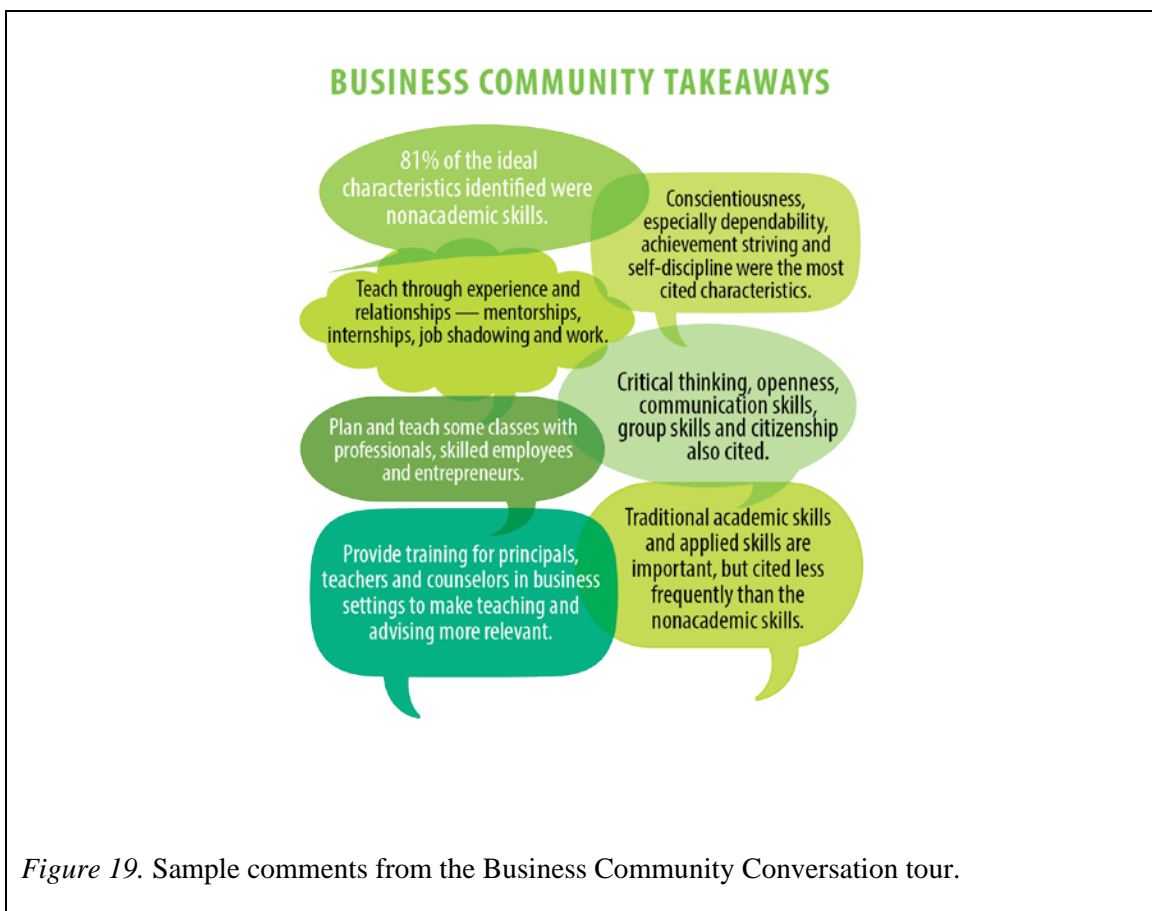 BUSINESS COMMUNITY TAKEAWAYS
81% of the ideal
characteristics identified were
nonacademic skills.
Conscientiousness,
especially dependability,
achievement striving and
self-discipline were the most
cited characteristics.
Teach through experience and
relationships — mentorships,
internships, job shadowing and work.
Critical thinking, openness,
communication skills,
group skills and citizenship
also cited.
Plan and teach some classes with
professionals, skilled employees
and entrepreneurs.
Traditional academic skills
and applied skills are
important, but cited less
frequently than the
nonacademic skills.
Provide training for principals,
teachers and counselors in business
settings to make teaching and
advising more relevant.
Figure 19. Sample comments from the Business Community Conversation tour.